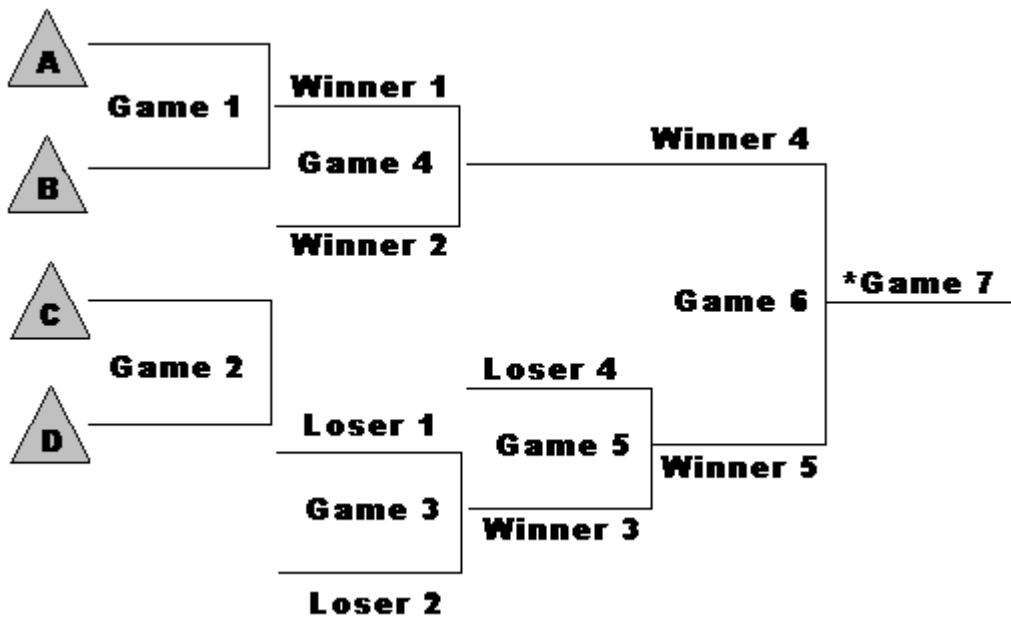 A
Game 1
B
Winner 1
Game 4
Winner 2
Winner 4
C
Game 2
D
Loser 1
Game 3
Loser 2
Loser 4
Game 5
Winner 3
Game 6
Winner 5
*Game 7